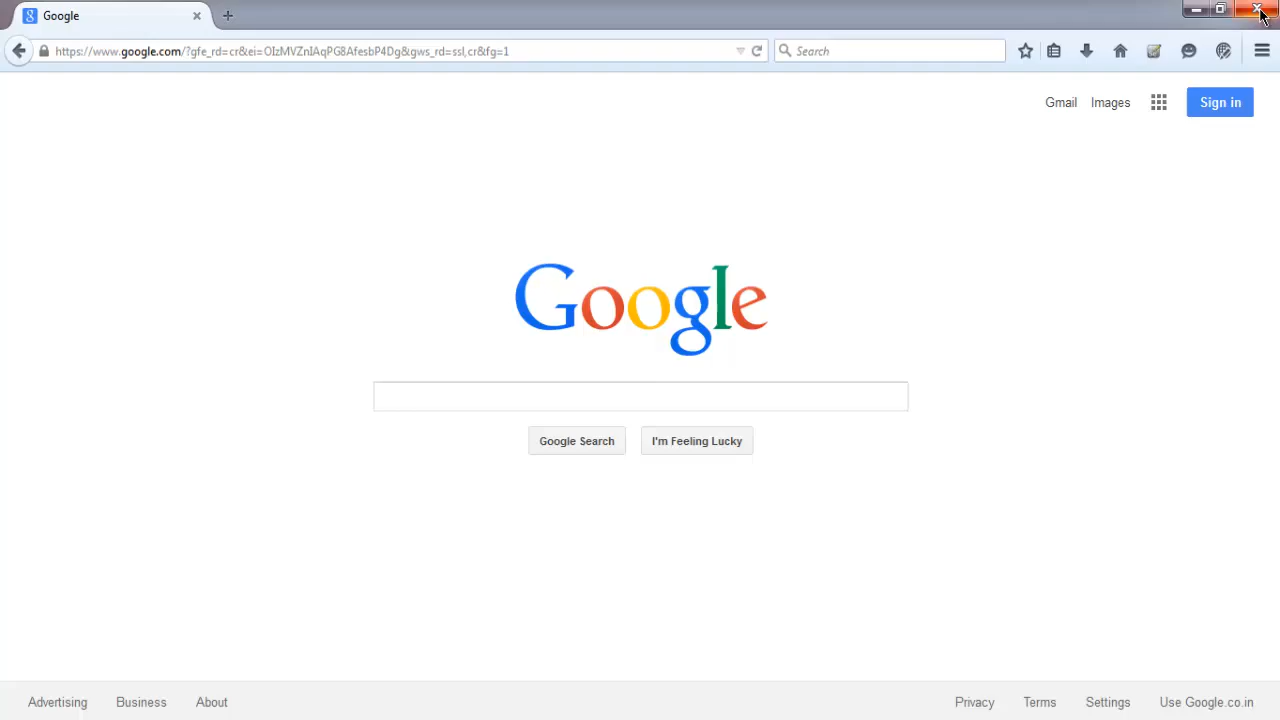 Google
https://www.google.com/?gfe_rd=cr&ei=OIzMVZnIAqPG8AfesbP4Dg&gws_rd=ssl,cr&fg=1
Search
Gmail Images Sign in
Google
Google Search I'm Feeling Lucky
Advertising Business About Privacy Terms Settings Use Google.co.in